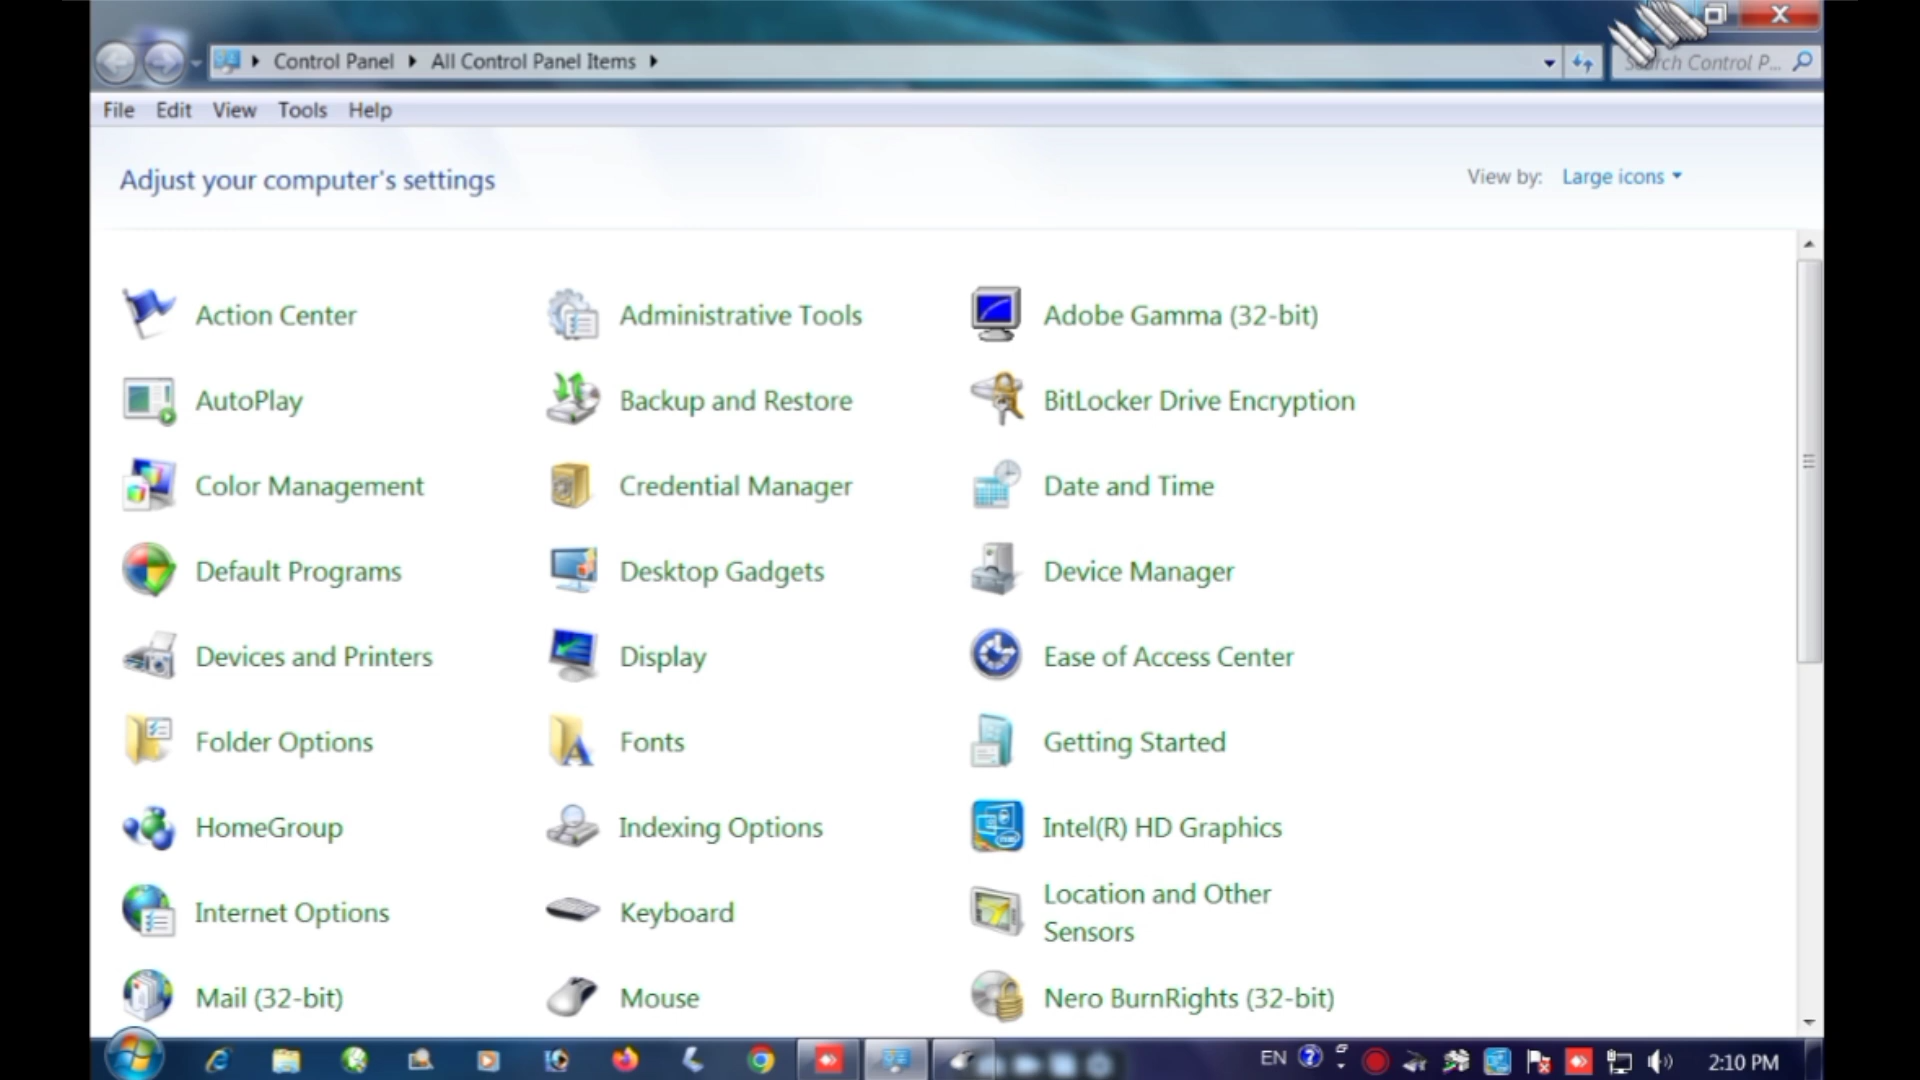 Control Panel All Control Panel Items
Search Control P...
File Edit View Tools Help
Adjust your computer's settings
View by: Large icons
Action Center Administrative Tools Adobe Gamma (32-bit)
AutoPlay Backup and Restore BitLocker Drive Encryption
Color Management Credential Manager Date and Time
Default Programs Desktop Gadgets Device Manager
Devices and Printers Display Ease of Access Center
Folder Options Fonts Getting Started
HomeGroup Indexing Options Intel(R) HD Graphics
Internet Options Keyboard Location and Other
Sensors
Mail (32-bit) Mouse Nero BurnRights (32-bit)
EN 2:10 PM